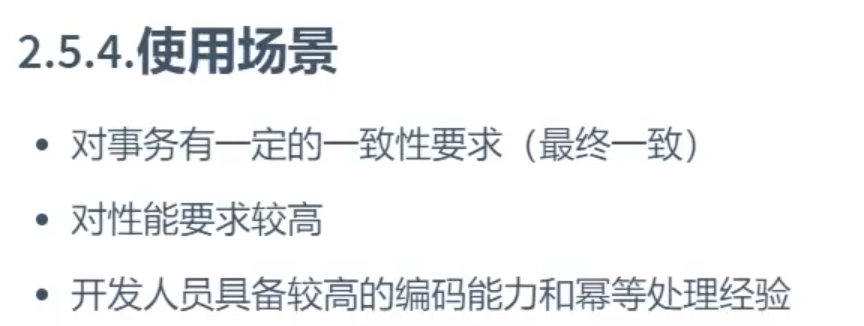 2.5.4.使用场景
• 对事务有一定的一致性要求（最终一致）
• 对性能要求较高
• 开发人员具备较高的编码能力和幂等处理经验